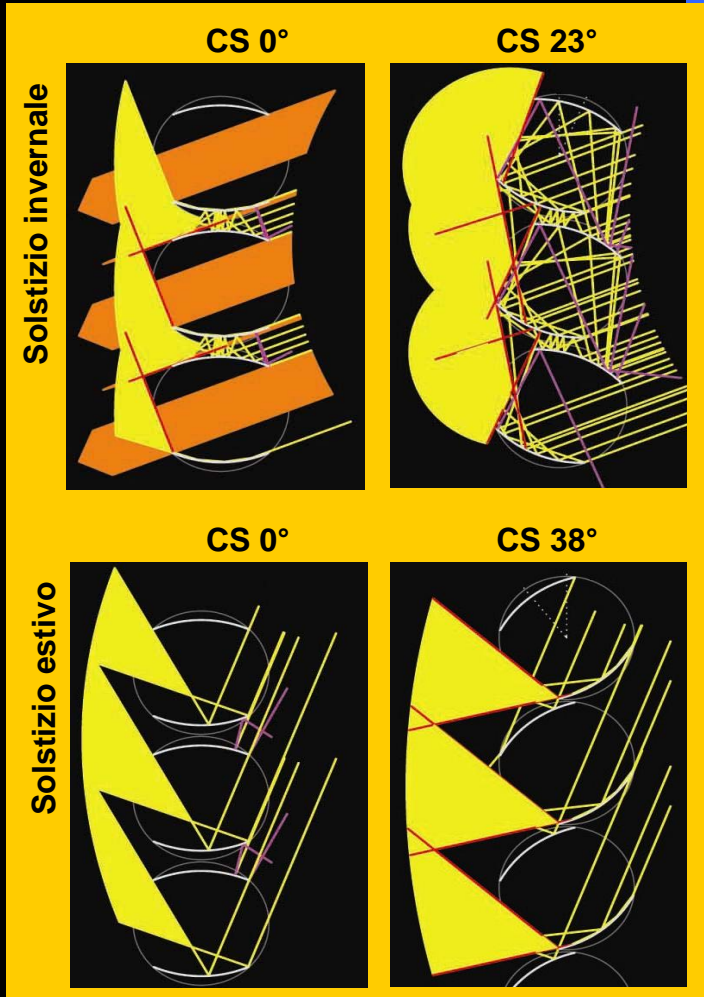 CS 0°
CS 23°
Solstizio invernale
CS 0°
CS 38°
Solstizio estivo